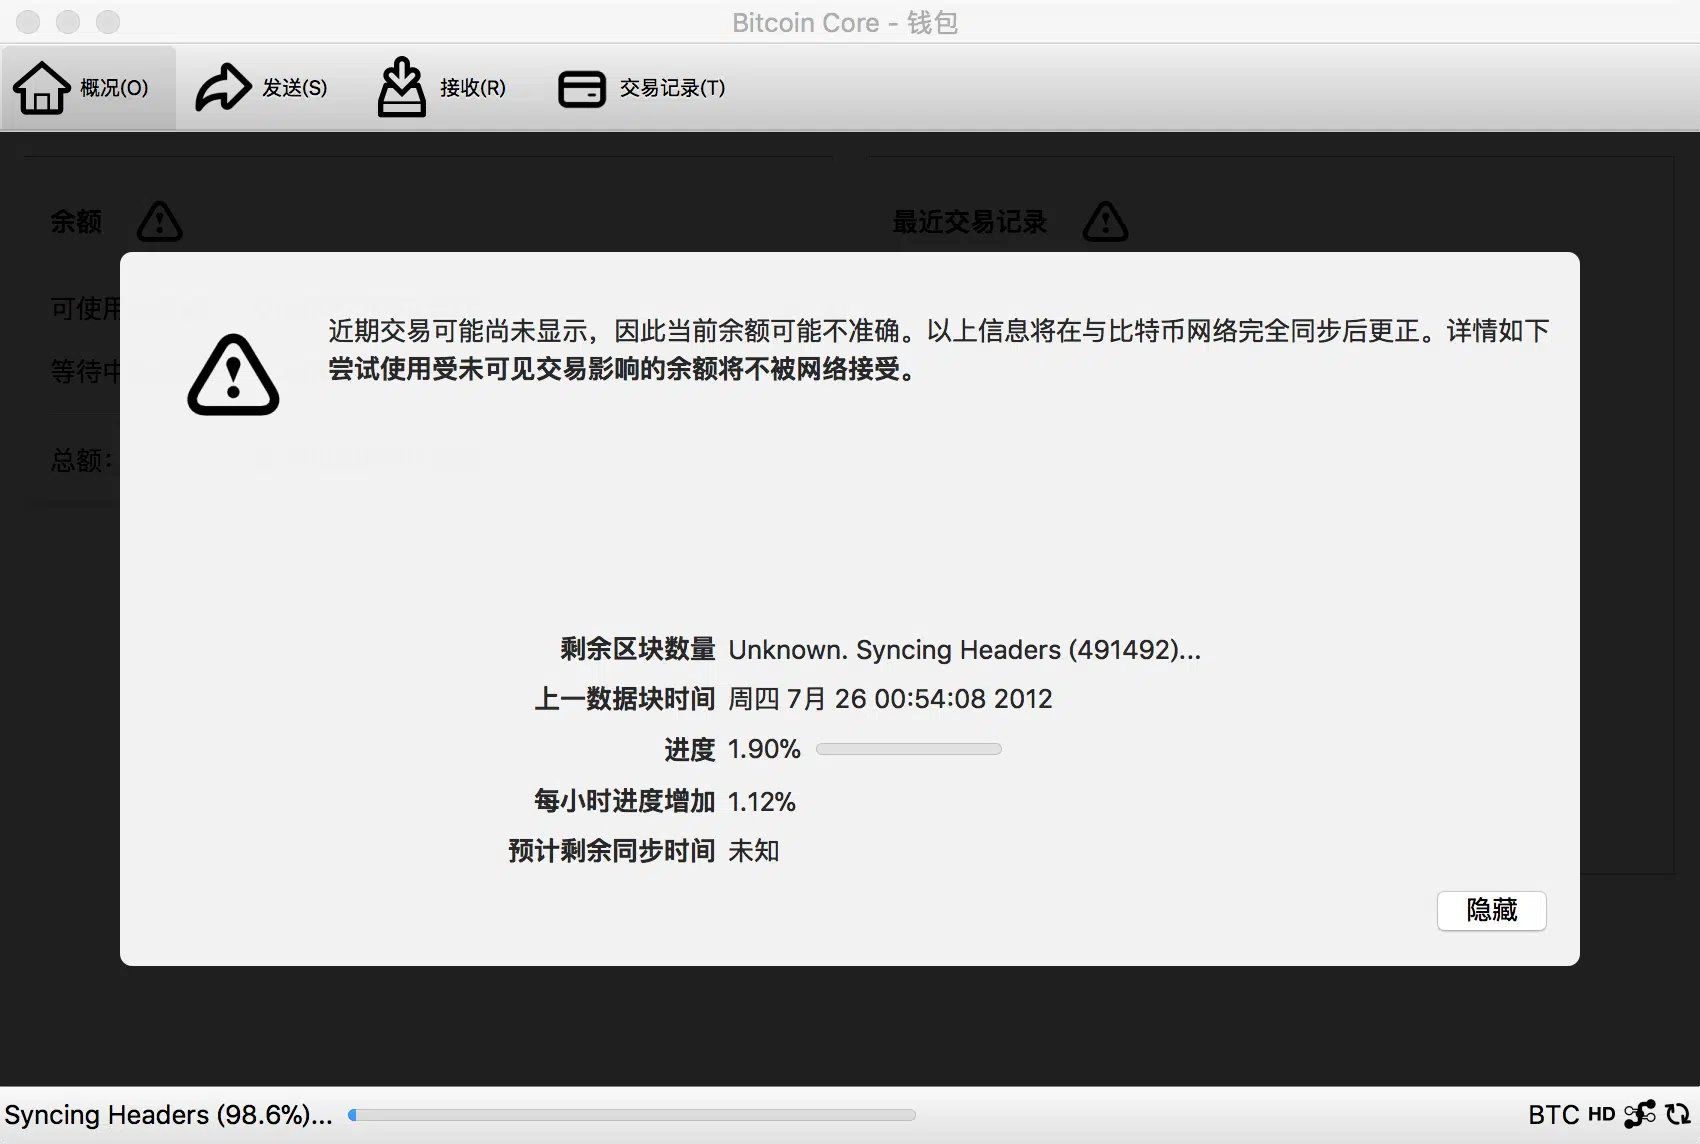 Bitcoin Core - 钱包
概况(O)
发送(S)
接收(R)
交易记录(T)
余额
最近交易记录
可使用
等待中
总额:
近期交易可能尚未显示，因此当前余额可能不准确。以上信息将在与比特币网络完全同步后更正。详情如下
尝试使用受未可见交易影响的余额将不被网络接受。
剩余区块数量 Unknown. Syncing Headers (491492)...
上一数据块时间 周四 7月 26 00:54:08 2012
进度 1.90%
每小时进度增加 1.12%
预计剩余同步时间 未知
隐藏
Syncing Headers (98.6%)...
BTC HD